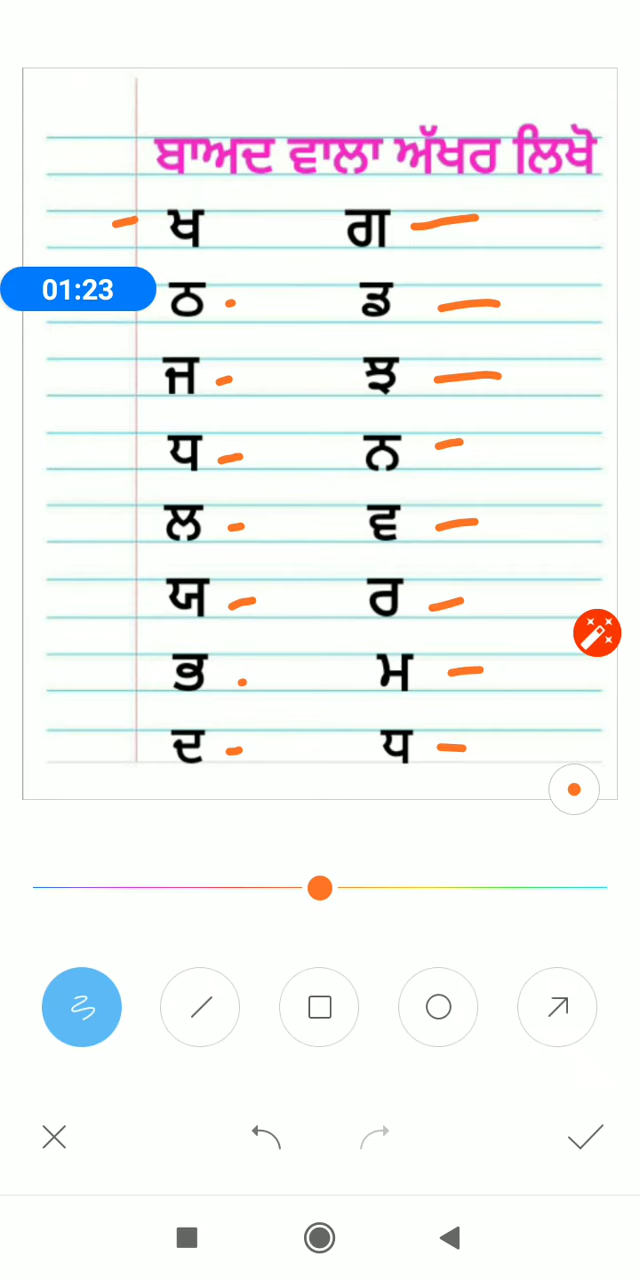 ਬਾਅਦ ਵਾਲਾ ਅੱਖਰ ਲਿਖੋ
ਖ ਗ
01:23
ਠ ਡ
ਜ ਝ
ਧ ਨ
ਲ ਵ
ਯ ਰ
ਭ ਮ
ਦ ਧ